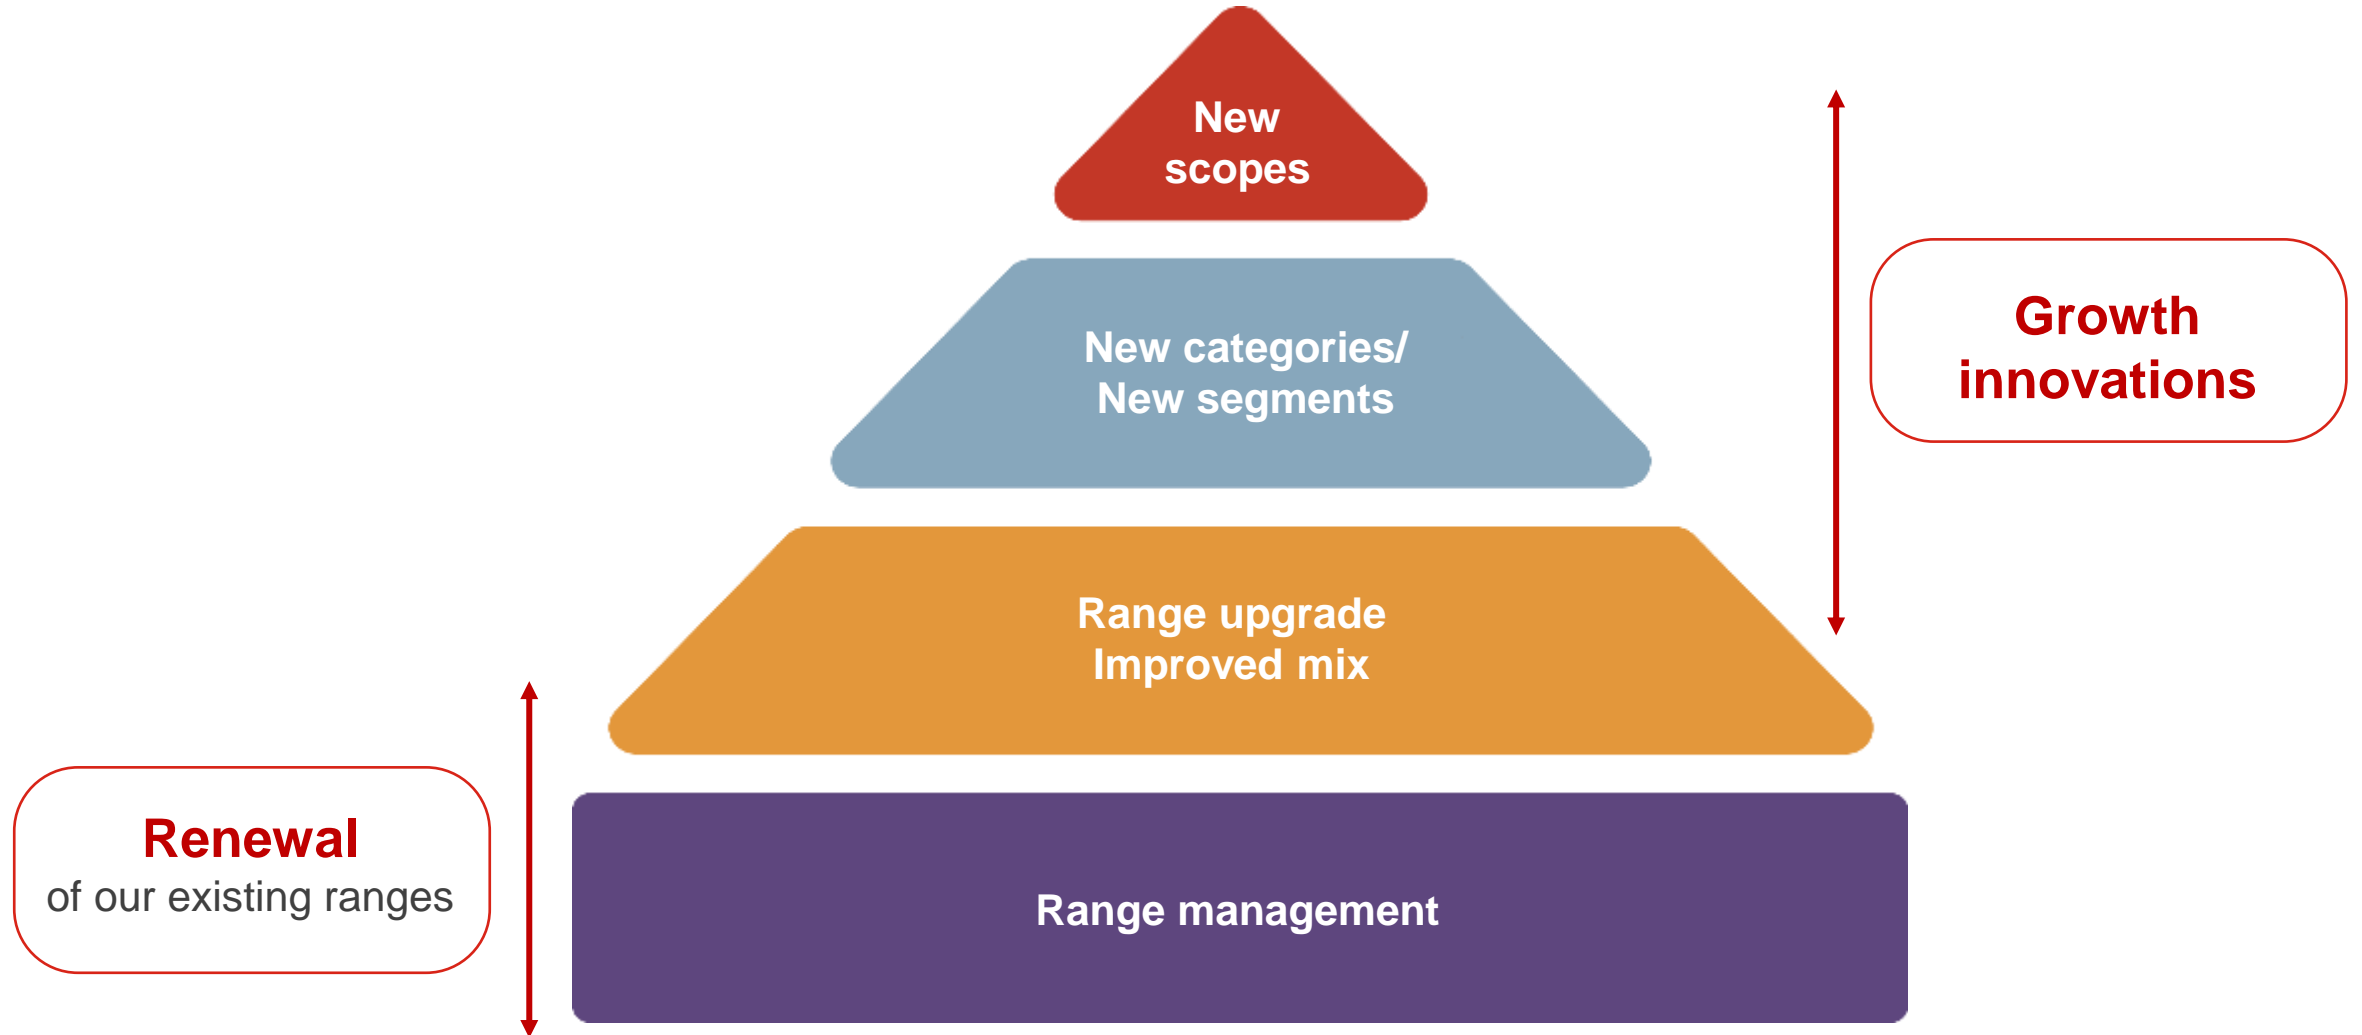 New
scopes
New categories/
New segments
Growth
innovations
Range upgrade
Improved mix
Renewal
of our existing ranges
Range management